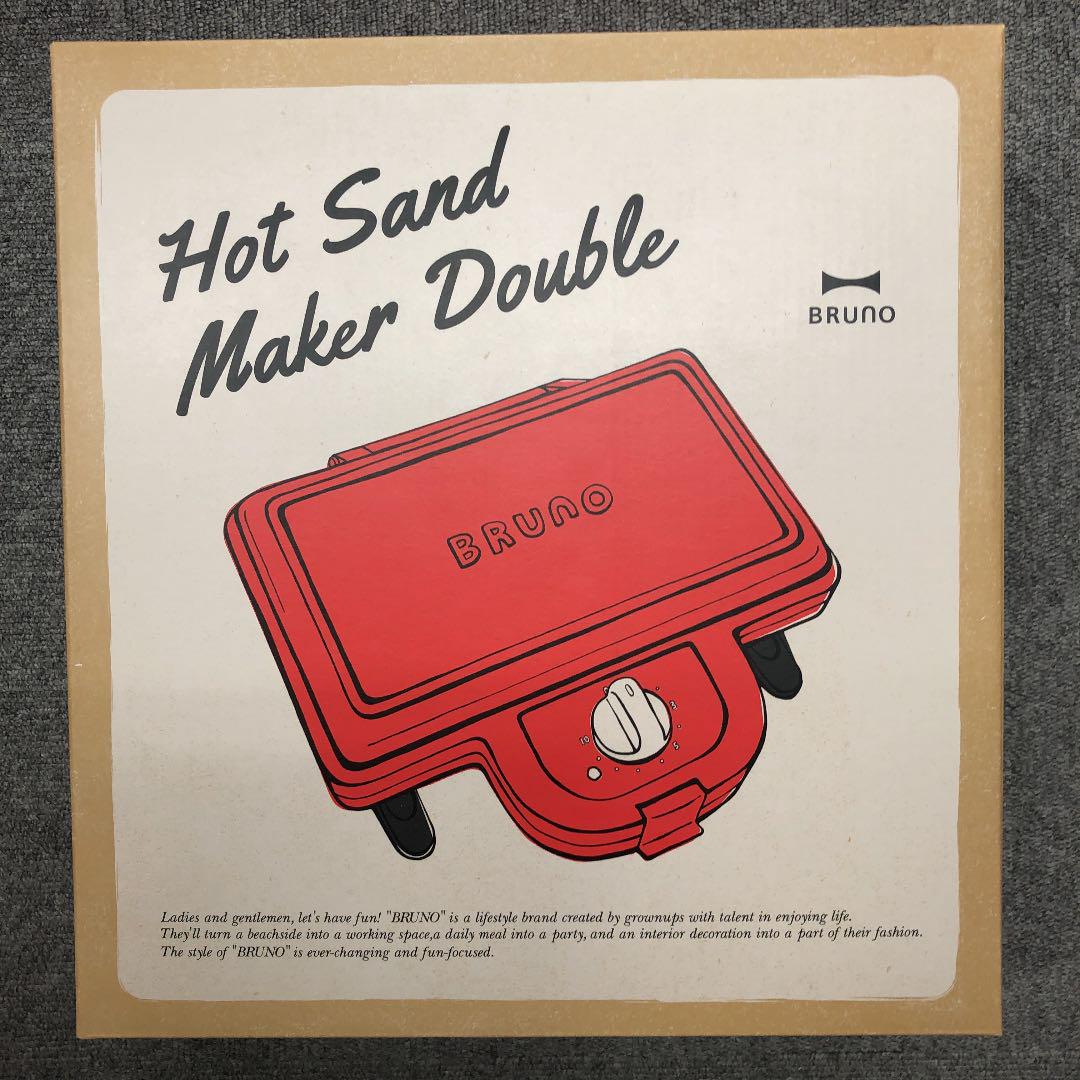 Hot Sand
Maker Double
BRUNO
BRUNO
10
5
Ladies and gentlemen, let's have fun! "BRUNO" is a lifestyle brand created by grownups with talent in enjoying life.
They'll turn a beachside into a working space,a daily meal into a party, and an interior decoration into a part of their fashion.
The style of "BRUNO" is ever-changing and fun-focused.